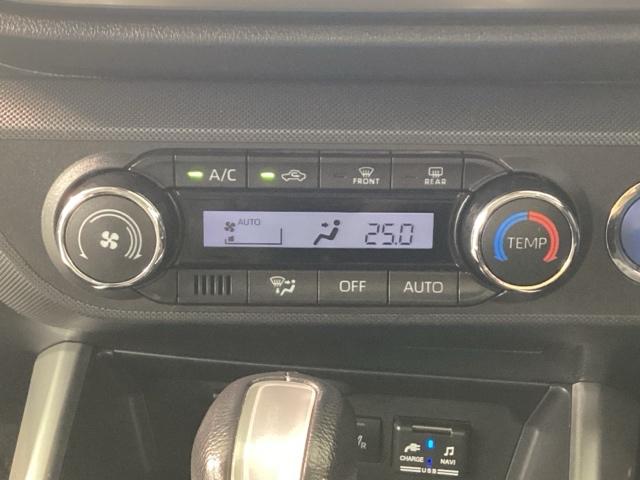 A/C
FRONT
REAR
AUTO
25.0
TEMP
OFF
AUTO
R
CHARGE
NAVI
USB